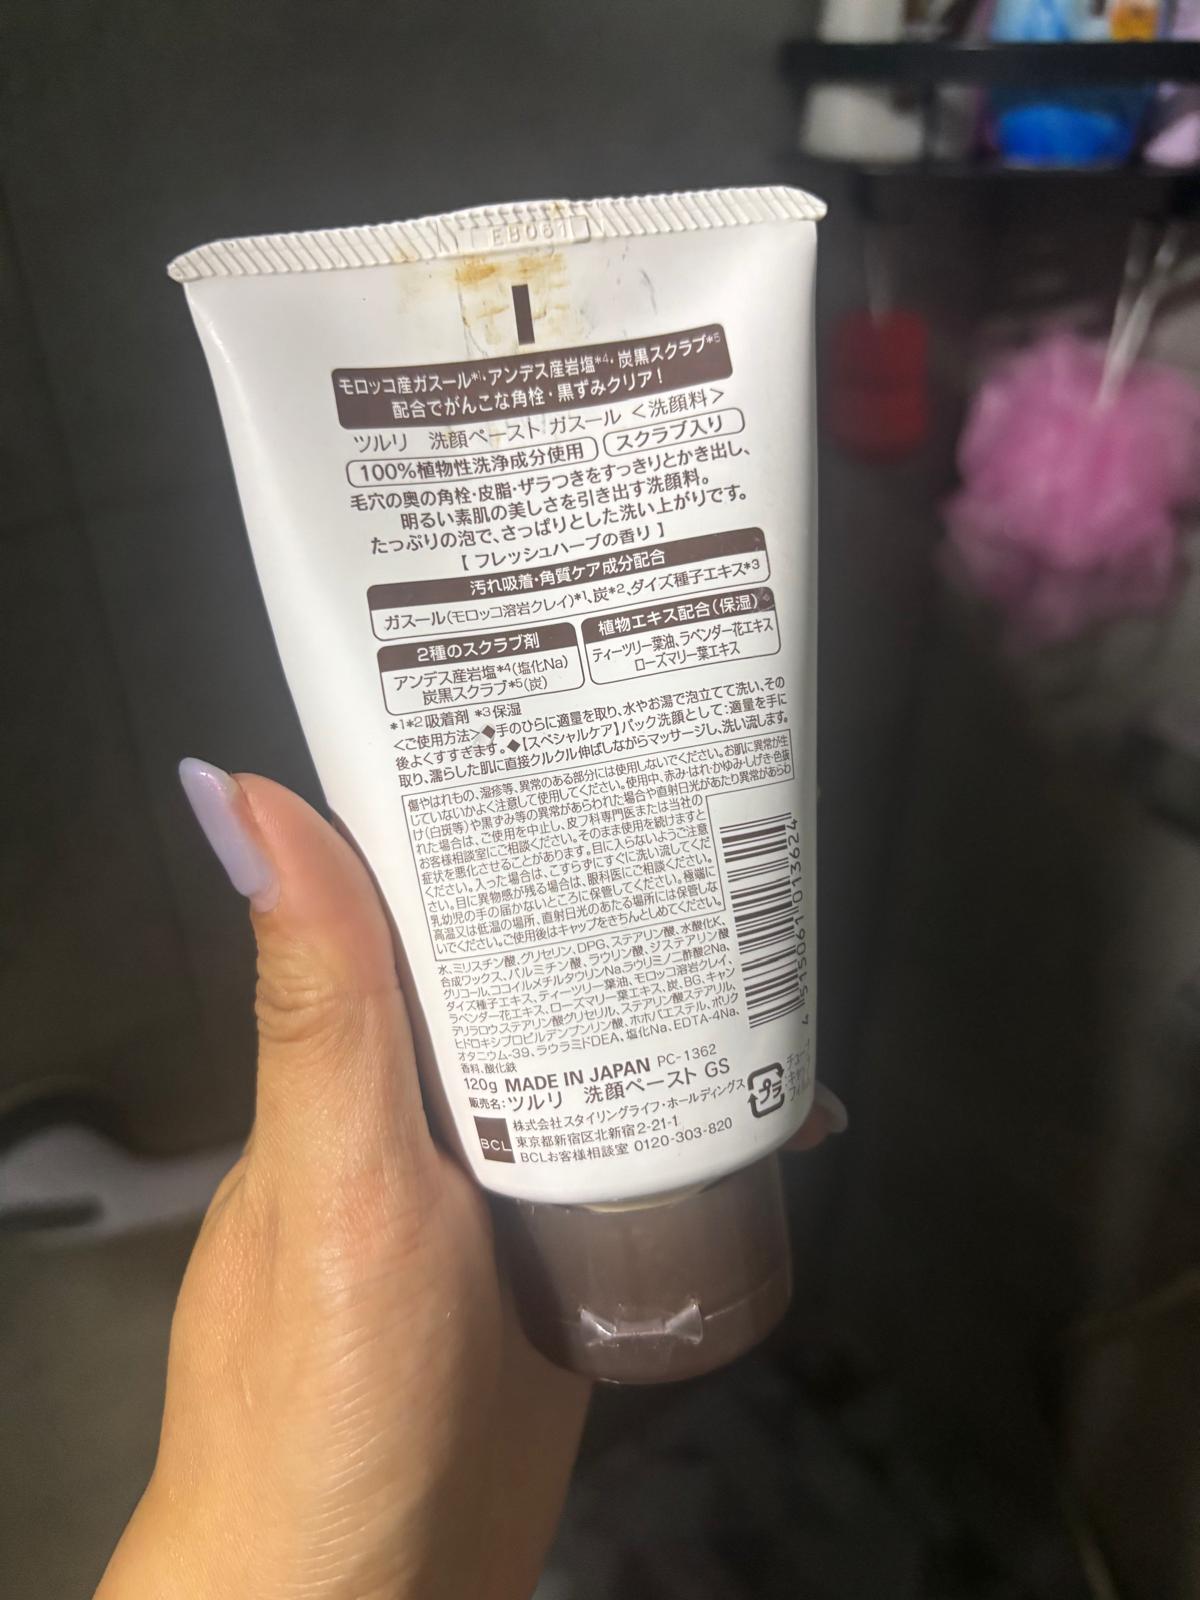 EB061
モロッコ産ガスール*1・アンデス産岩塩*4・炭黒スクラブ*5
配合でがんこな角栓・黒ずみクリア!
ツルリ 洗顔ペースト ガスール <洗顔料>
100%植物性洗浄成分使用 スクラブ入り
毛穴の奥の角栓・皮脂・ザラつきをすっきりとかき出し、
明るい素肌の美しさを引き出す洗顔料。
たっぷりの泡で、さっぱりとした洗い上がりです。
【フレッシュハーブの香り】
汚れ吸着・角質ケア成分配合
ガスール(モロッコ溶岩クレイ)*1、炭*2、ダイズ種子エキス*3
2種のスクラブ剤
アンデス産岩塩*4(塩化Na)
炭黒スクラブ*5(炭)
植物エキス配合(保湿)
ティーツリー葉油、ラベンダー花エキス
ローズマリー葉エキス
*1*2吸着剤 *3保湿
<ご使用方法>◆手のひらに適量を取り、水やお湯で泡立てて洗い、その
後よくすすぎます。◆【スペシャルケア】パック洗顔として:適量を手に
取り、濡らした肌に直接クルクル伸ばしながらマッサージし、洗い流します。
傷やはれもの、湿疹等、異常のある部分には使用しないでください。お肌に異常が生
じていないかよく注意して使用してください。使用中、赤み・はれ・かゆみ・しげき・色抜
け(白斑等)や黒ずみ等の異常があらわれた場合や直射日光があたり異常があらわ
れた場合は、ご使用を中止し、皮フ科専門医または当社の
お客様相談室にご相談ください。そのまま使用を続けますと
症状を悪化させることがあります。目に入らないようご注意
ください。入った場合は、こすらずにすぐに洗い流してくだ
さい。目に異物感が残る場合は、眼科医にご相談ください。
乳幼児の手の届かないところに保管してください。極端に
高温又は低温の場所、直射日光のあたる場所には保管しな
いでください。ご使用後はキャップをきちんとしめてください。
水、ミリスチン酸、グリセリン、DPG、ステアリン酸、水酸化K、
合成ワックス、パルミチン酸、ラウリン酸、ジステアリン酸
グリコール、ココイルメチルタウリンNa、ラウリミノ二酢酸2Na、
ダイズ種子エキス、ティーツリー葉油、モロッコ溶岩クレイ、
ラベンダー花エキス、ローズマリー葉エキス、炭、BG、キャン
デリラロウ、ステアリン酸グリセリル、ステアリン酸ステアリル、
ヒドロキシプロピルデンプンリン酸、ホホバエステル、ポリク
オタニウム-39、ラウラミドDEA、塩化Na、EDTA-4Na、
香料、酸化鉄
120g MADE IN JAPAN PC-1362
販売名:ツルリ 洗顔ペースト GS
BCL
株式会社スタイリングライフ・ホールディングス
東京都新宿区北新宿2-21-1
BCLお客様相談室 0120-303-820
プラ
4 515061 013624